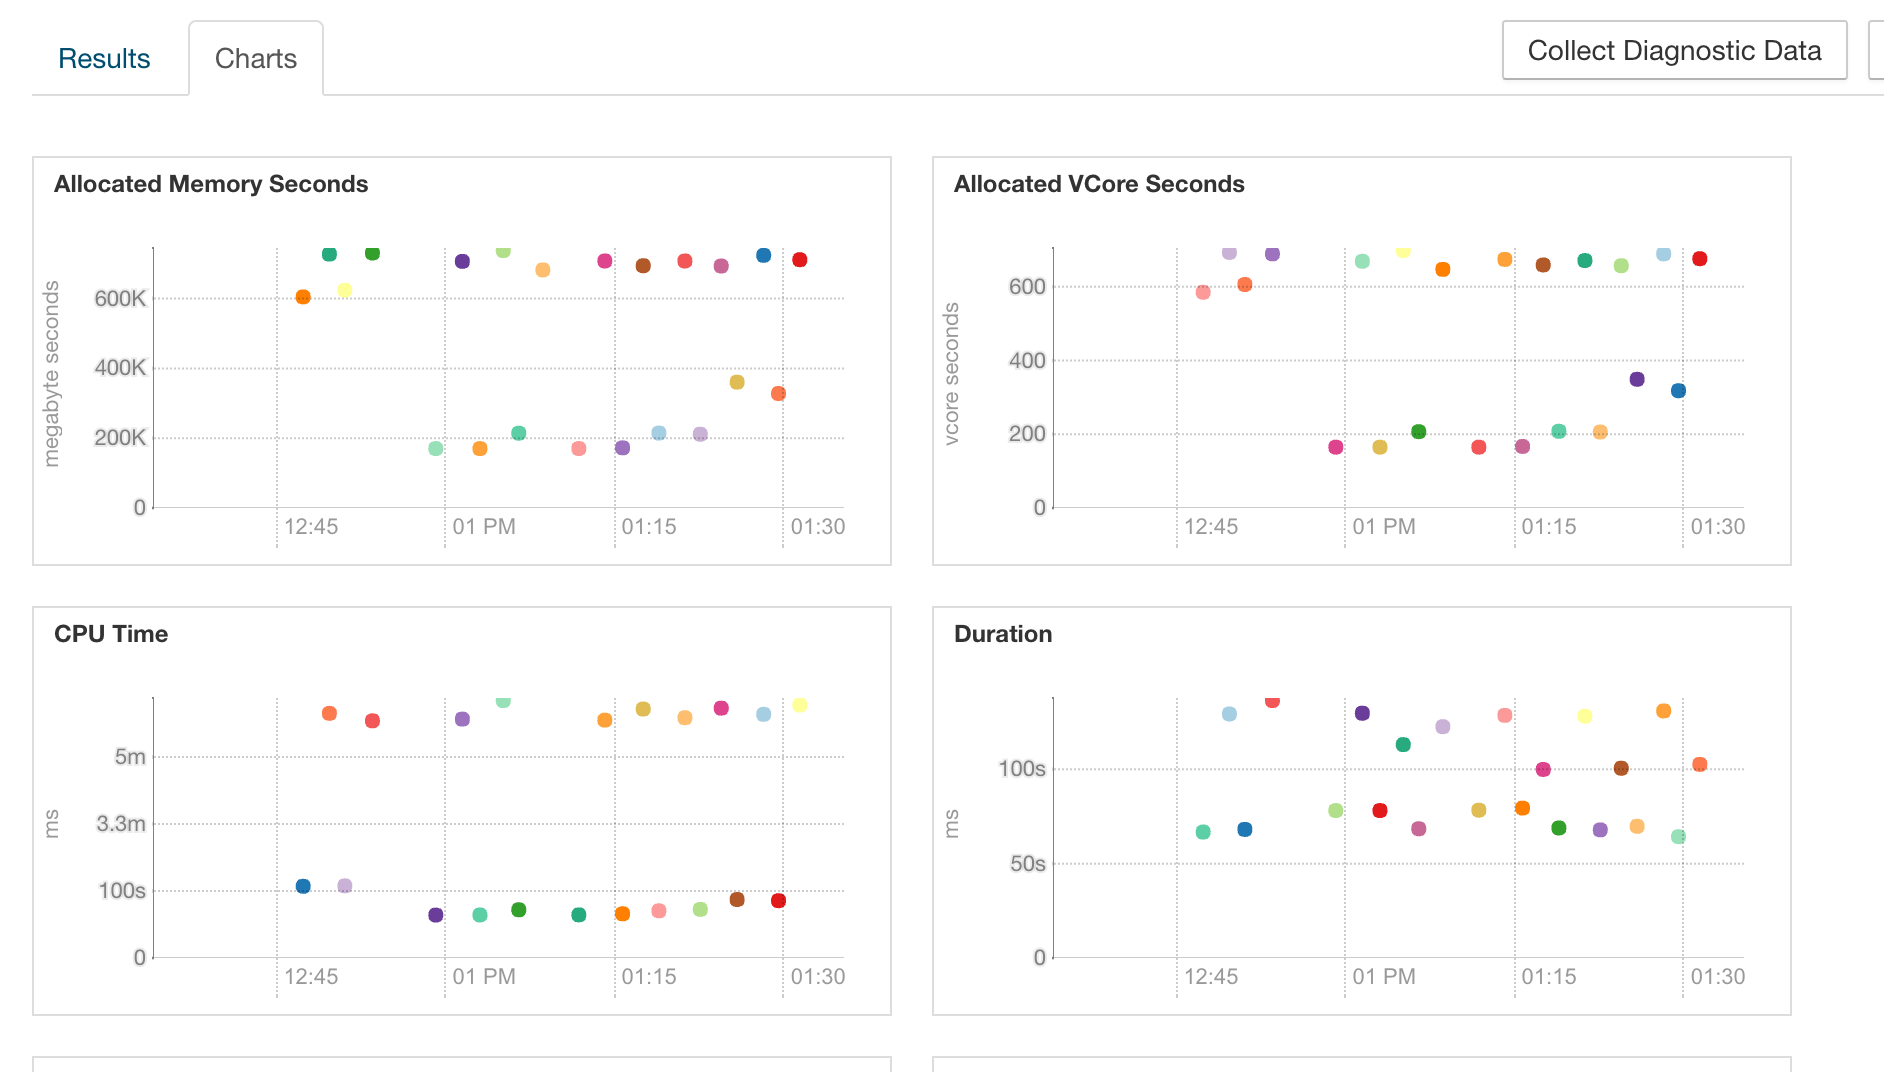 Results
Charts
Collect Diagnostic Data
Allocated Memory Seconds
megabyte seconds
600K
400K
200K
0
12:45
01 PM
01:15
01:30
Allocated VCore Seconds
vcore seconds
600
400
200
0
12:45
01 PM
01:15
01:30
CPU Time
ms
5m
3.3m
100s
0
12:45
01 PM
01:15
01:30
Duration
ms
100s
50s
0
12:45
01 PM
01:15
01:30